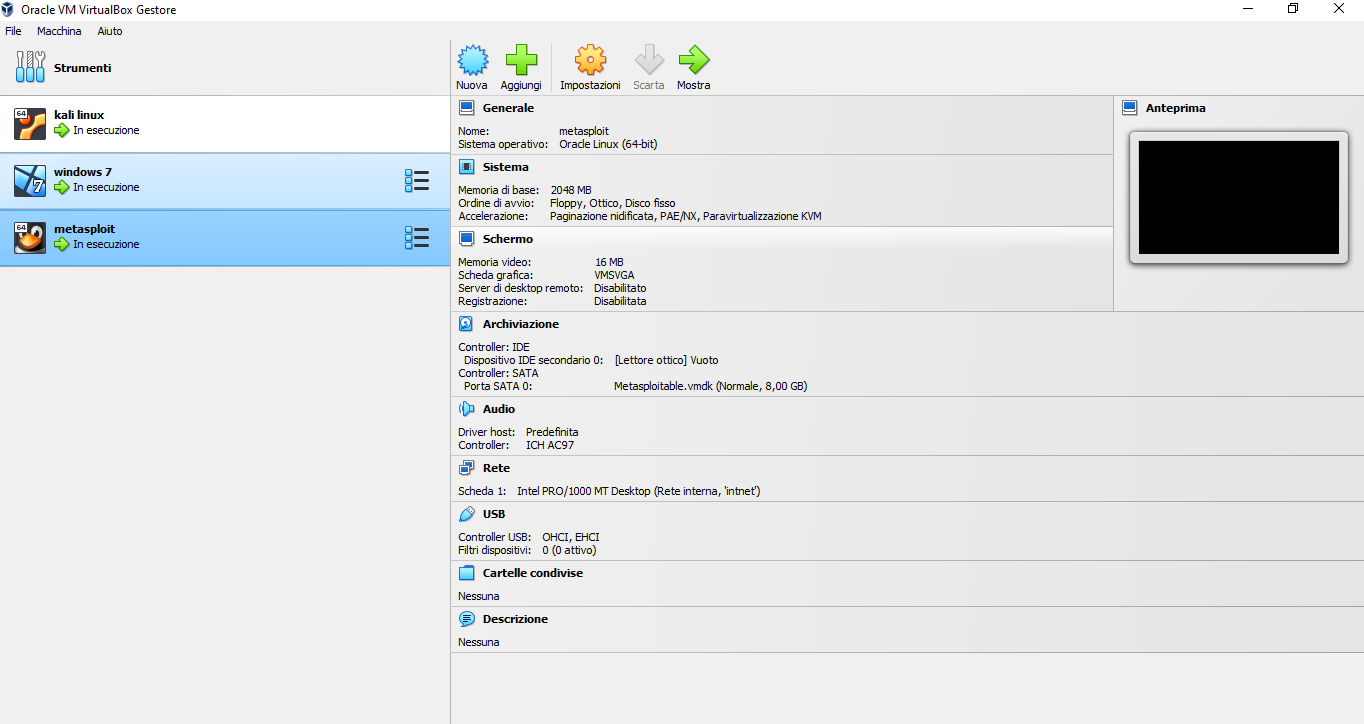 Oracle VM VirtualBox Gestore
File Macchina Aiuto
Strumenti
64 kali linux
In esecuzione
7 windows 7
In esecuzione
64 metasploit
In esecuzione
Nuova Aggiungi Impostazioni Scarta Mostra
Generale
Nome: metasploit
Sistema operativo: Oracle Linux (64-bit)
Sistema
Memoria di base: 2048 MB
Ordine di avvio: Floppy, Ottico, Disco fisso
Accelerazione: Paginazione nidificata, PAE/NX, Paravirtualizzazione KVM
Schermo
Memoria video: 16 MB
Scheda grafica: VMSVGA
Server di desktop remoto: Disabilitato
Registrazione: Disabilitata
Archiviazione
Controller: IDE
Dispositivo IDE secondario 0: [Lettore ottico] Vuoto
Controller: SATA
Porta SATA 0: Metasploitable.vmdk (Normale, 8,00 GB)
Audio
Driver host: Predefinita
Controller: ICH AC97
Rete
Scheda 1: Intel PRO/1000 MT Desktop (Rete interna, 'intnet')
USB
Controller USB: OHCI, EHCI
Filtri dispositivi: 0 (0 attivo)
Cartelle condivise
Nessuna
Descrizione
Nessuna
Anteprima